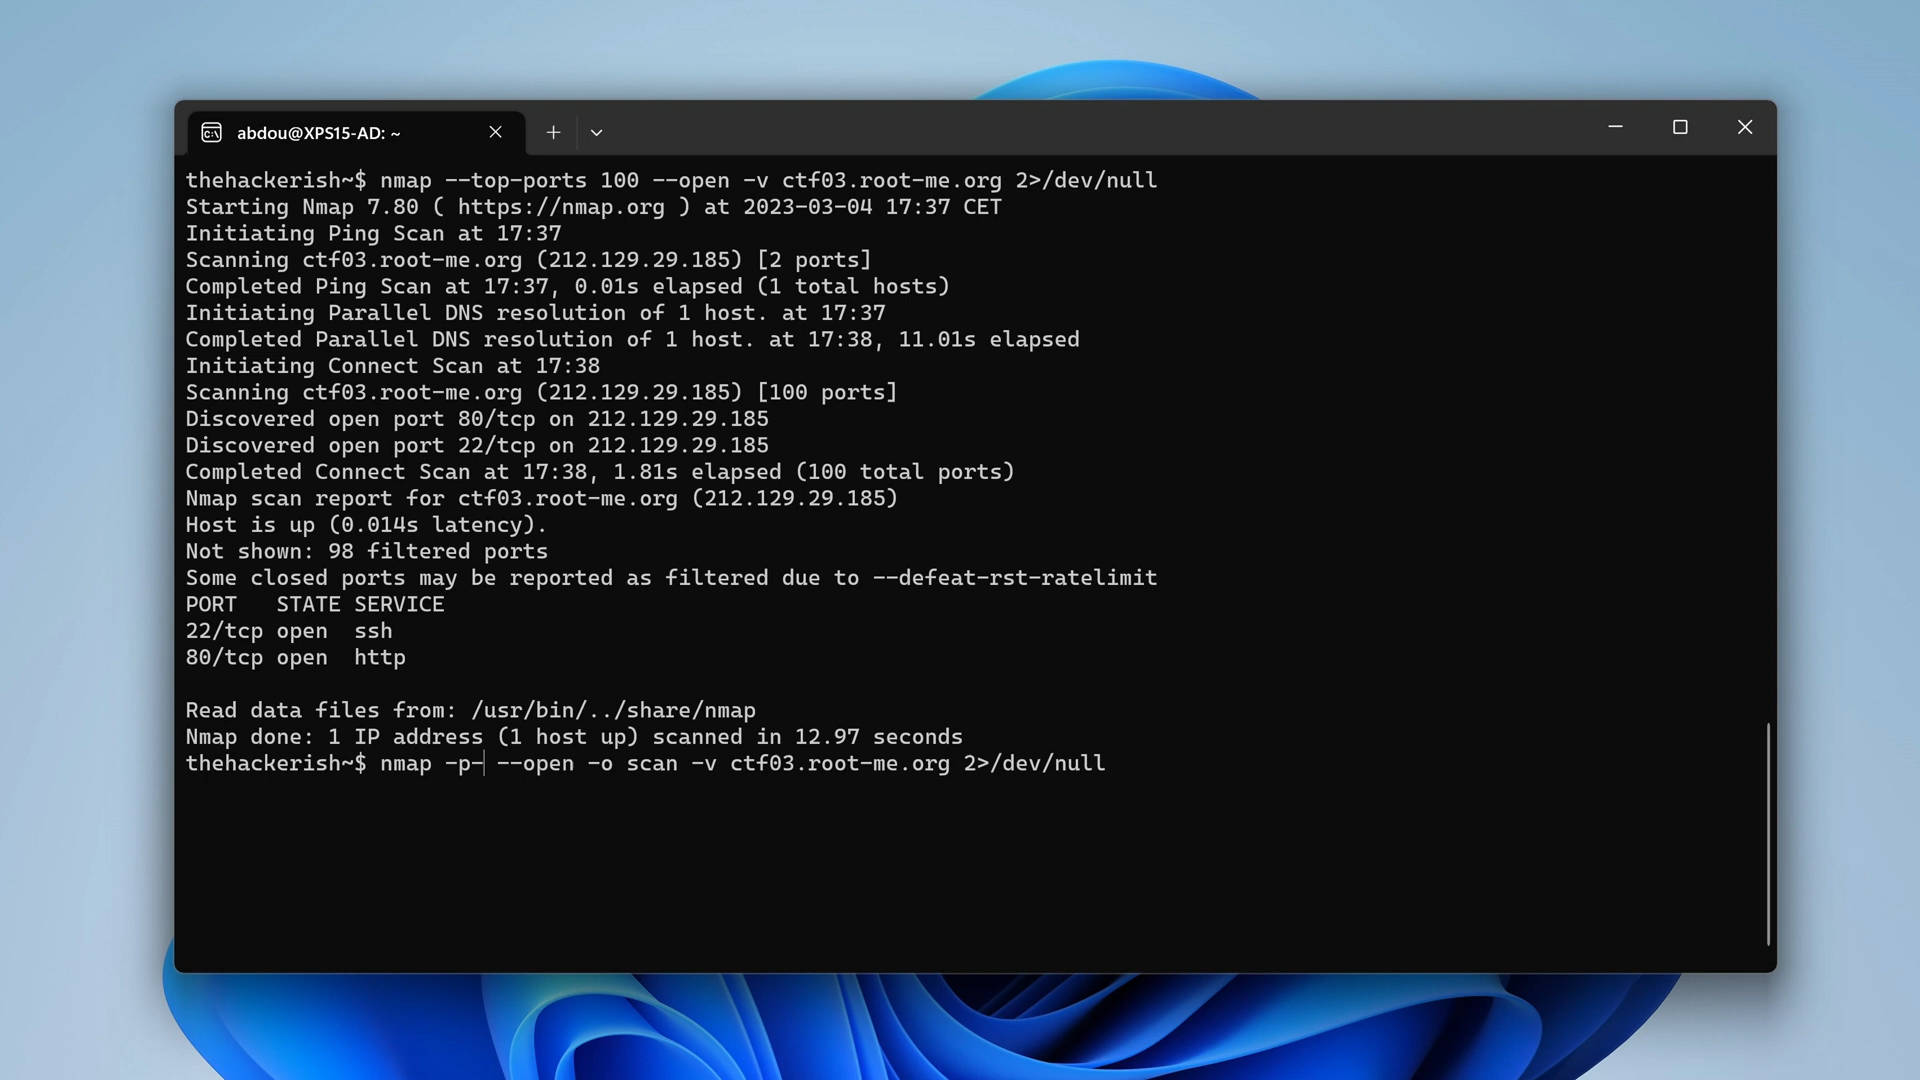 abdou@XPS15-AD: ~
thehackerish~$ nmap --top-ports 100 --open -v ctf03.root-me.org 2>/dev/null
Starting Nmap 7.80 ( https://nmap.org ) at 2023-03-04 17:37 CET
Initiating Ping Scan at 17:37
Scanning ctf03.root-me.org (212.129.29.185) [2 ports]
Completed Ping Scan at 17:37, 0.01s elapsed (1 total hosts)
Initiating Parallel DNS resolution of 1 host. at 17:37
Completed Parallel DNS resolution of 1 host. at 17:38, 11.01s elapsed
Initiating Connect Scan at 17:38
Scanning ctf03.root-me.org (212.129.29.185) [100 ports]
Discovered open port 80/tcp on 212.129.29.185
Discovered open port 22/tcp on 212.129.29.185
Completed Connect Scan at 17:38, 1.81s elapsed (100 total ports)
Nmap scan report for ctf03.root-me.org (212.129.29.185)
Host is up (0.014s latency).
Not shown: 98 filtered ports
Some closed ports may be reported as filtered due to --defeat-rst-ratelimit
PORT   STATE SERVICE
22/tcp open  ssh
80/tcp open  http
Read data files from: /usr/bin/../share/nmap
Nmap done: 1 IP address (1 host up) scanned in 12.97 seconds
thehackerish~$ nmap -p- --open -o scan -v ctf03.root-me.org 2>/dev/null